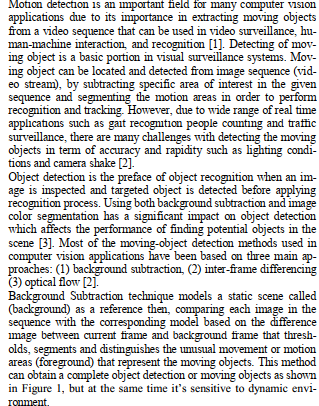 Motion detection is an important field for many computer vision
applications due to its importance in extracting moving objects
from a video sequence that can be used in video surveillance, hu-
man-machine interaction, and recognition [1]. Detecting of mov-
ing object is a basic portion in visual surveillance systems. Mov-
ing object can be located and detected from image sequence (vid-
eo stream), by subtracting specific area of interest in the given
sequence and segmenting the motion areas in order to perform
recognition and tracking. However, due to wide range of real time
applications such as gait recognition people counting and traffic
surveillance, there are many challenges with detecting the moving
objects in term of accuracy and rapidity such as lighting condi-
tions and camera shake [2].
Object detection is the preface of object recognition when an im-
age is inspected and targeted object is detected before applying
recognition process. Using both background subtraction and image
color segmentation has a significant impact on object detection
which affects the performance of finding potential objects in the
scene [3]. Most of the moving-object detection methods used in
computer vision applications have been based on three main ap-
proaches: (1) background subtraction, (2) inter-frame differencing
(3) optical flow [2].
Background Subtraction technique models a static scene called
(background) as a reference then, comparing each image in the
sequence with the corresponding model based on the difference
image between current frame and background frame that thresh-
olds, segments and distinguishes the unusual movement or motion
areas (foreground) that represent the moving objects. This method
can obtain a complete object detection or moving objects as shown
in Figure 1, but at the same time it's sensitive to dynamic envi-
ronment.